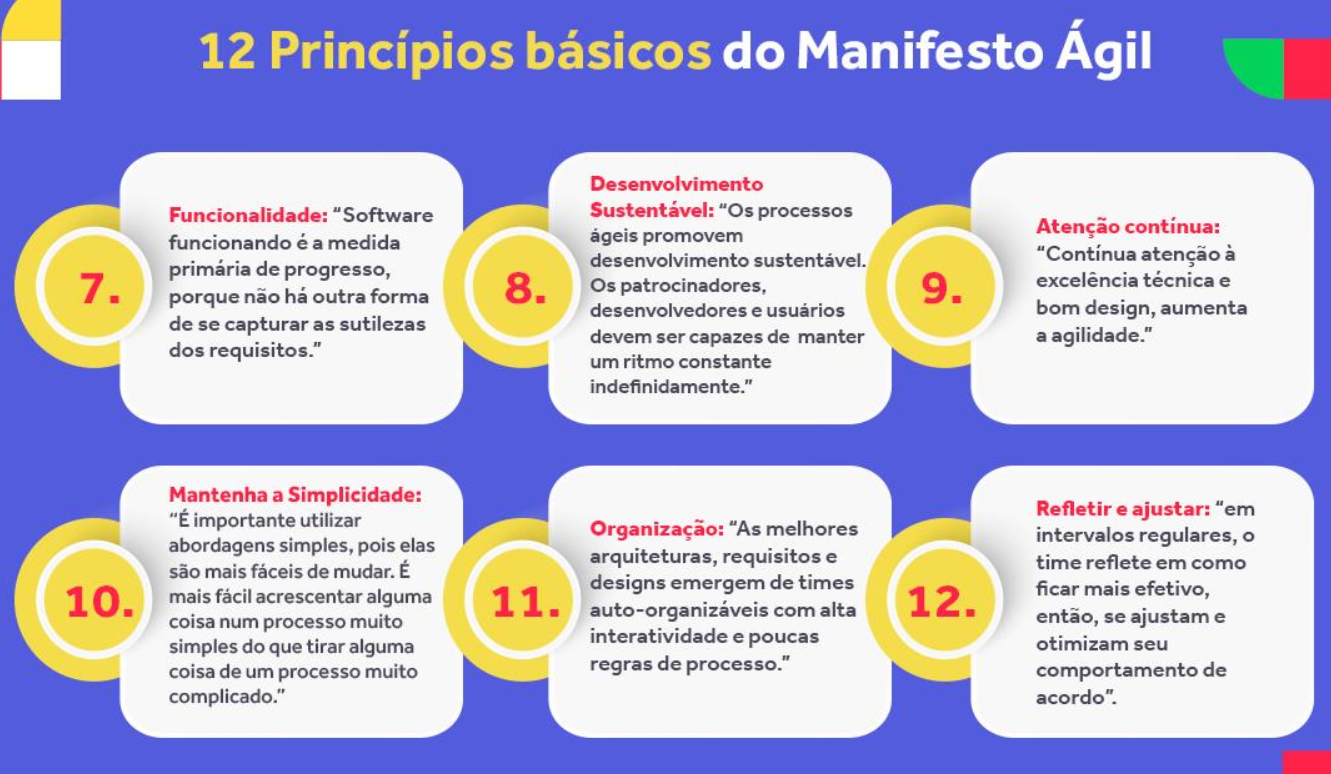 12 Princípios básicos do Manifesto Ágil
7.
Funcionalidade: “Software
funcionando é a medida
primária de progresso,
porque não há outra forma
de se capturar as sutilezas
dos requisitos.”
8.
Desenvolvimento
Sustentável: “Os processos
ágeis promovem
desenvolvimento sustentável.
Os patrocinadores,
desenvolvedores e usuários
devem ser capazes de manter
um ritmo constante
indefinidamente.”
9.
Atenção contínua:
“Contínua atenção à
excelência técnica e
bom design, aumenta
a agilidade.”
10.
Mantenha a Simplicidade:
“É importante utilizar
abordagens simples, pois elas
são mais fáceis de mudar. É
mais fácil acrescentar alguma
coisa num processo muito
simples do que tirar alguma
coisa de um processo muito
complicado.”
11.
Organização: “As melhores
arquiteturas, requisitos e
designs emergem de times
auto-organizáveis com alta
interatividade e poucas
regras de processo.”
12.
Refletir e ajustar: “em
intervalos regulares, o
time reflete em como
ficar mais efetivo,
então, se ajustam e
otimizam seu
comportamento de
acordo”.